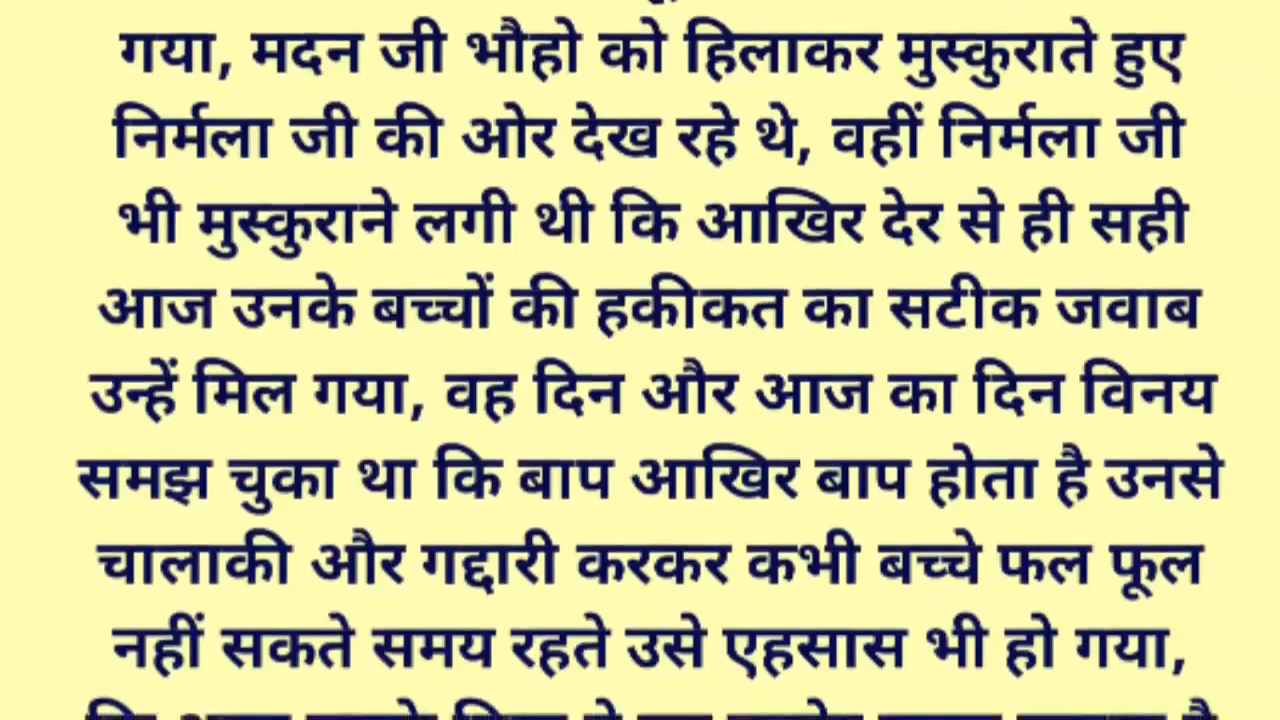 गया, मदन जी भौहो को हिलाकर मुस्कुराते हुए
निर्मला जी की ओर देख रहे थे, वहीं निर्मला जी
भी मुस्कुराने लगी थी कि आखिर देर से ही सही
आज उनके बच्चों की हकीकत का सटीक जवाब
उन्हें मिल गया, वह दिन और आज का दिन विनय
समझ चुका था कि बाप आखिर बाप होता है उनसे
चालाकी और गद्दारी करकर कभी बच्चे फल फूल
नहीं सकते समय रहते उसे एहसास भी हो गया,